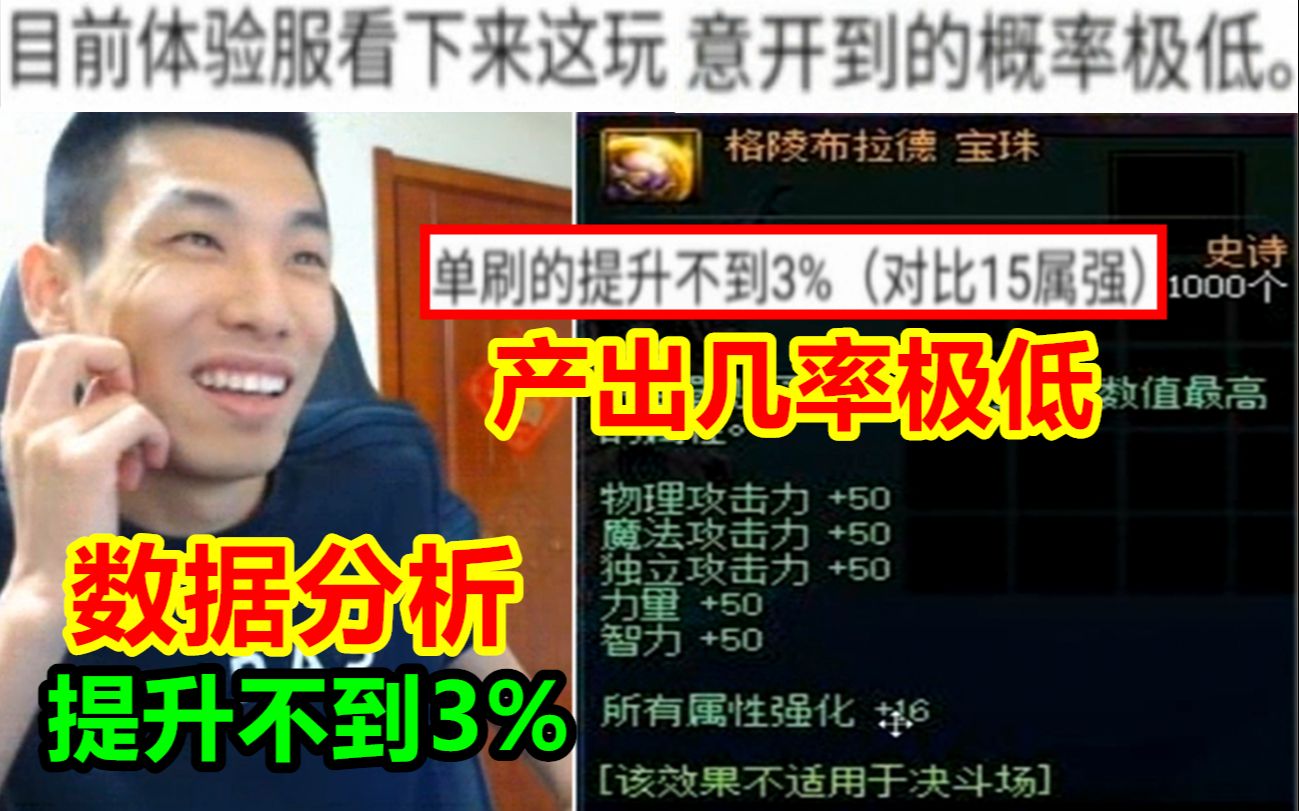 目前体验服看下来这玩 意开到的概率极低。
格陵布拉德 宝珠
史诗
单刷的提升不到3%（对比15属强）
1000个
产出几率极低
数值最高
物理攻击力 +50
魔法攻击力 +50
独立攻击力 +50
力量 +50
智力 +50
数据分析
提升不到3%
所有属性强化 +16
[该效果不适用于决斗场]